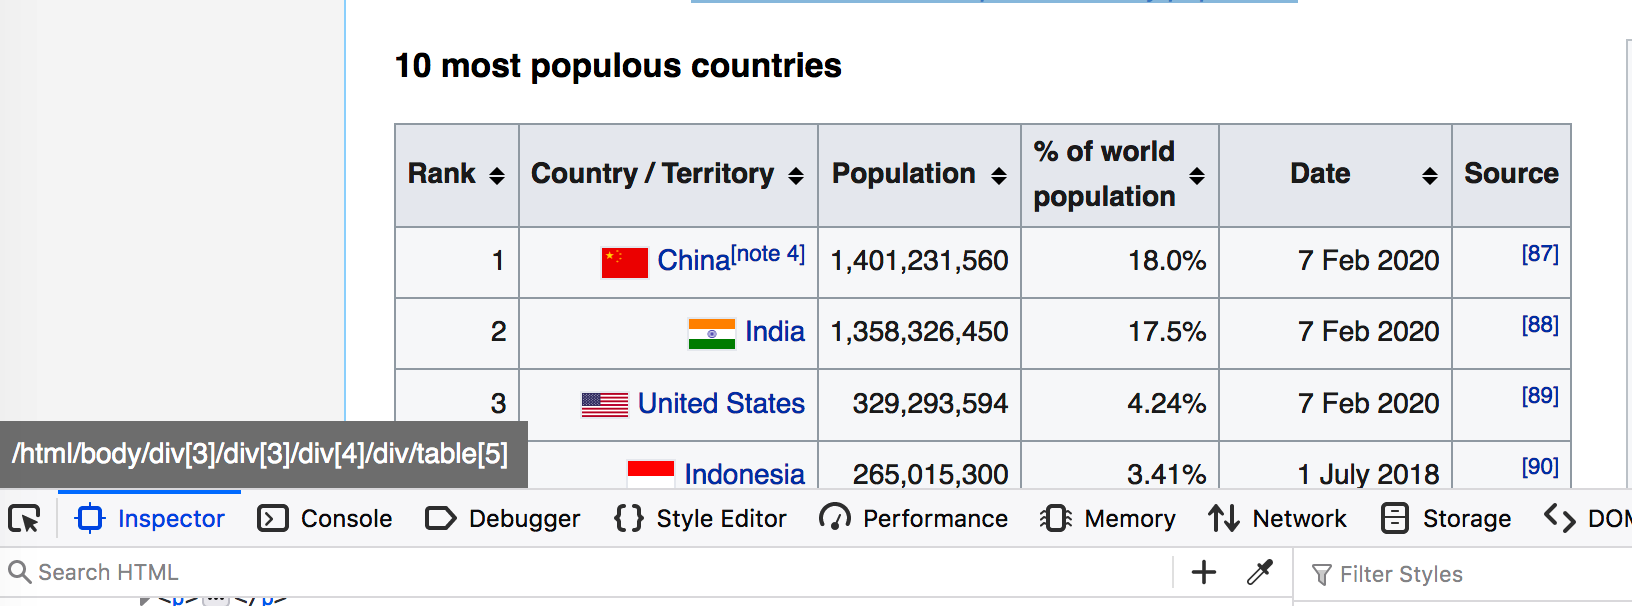 10 most populous countries
Rank Country / Territory Population % of world population Date Source
1 China[note 4] 1,401,231,560 18.0% 7 Feb 2020 [87]
2 India 1,358,326,450 17.5% 7 Feb 2020 [88]
3 United States 329,293,594 4.24% 7 Feb 2020 [89]
/html/body/div[3]/div[3]/div[4]/div/table[5]
Indonesia 265,015,300 3.41% 1 July 2018 [90]
Inspector Console {} Style Editor Debugger Performance Memory Network Storage
Search HTML + Filter Styles